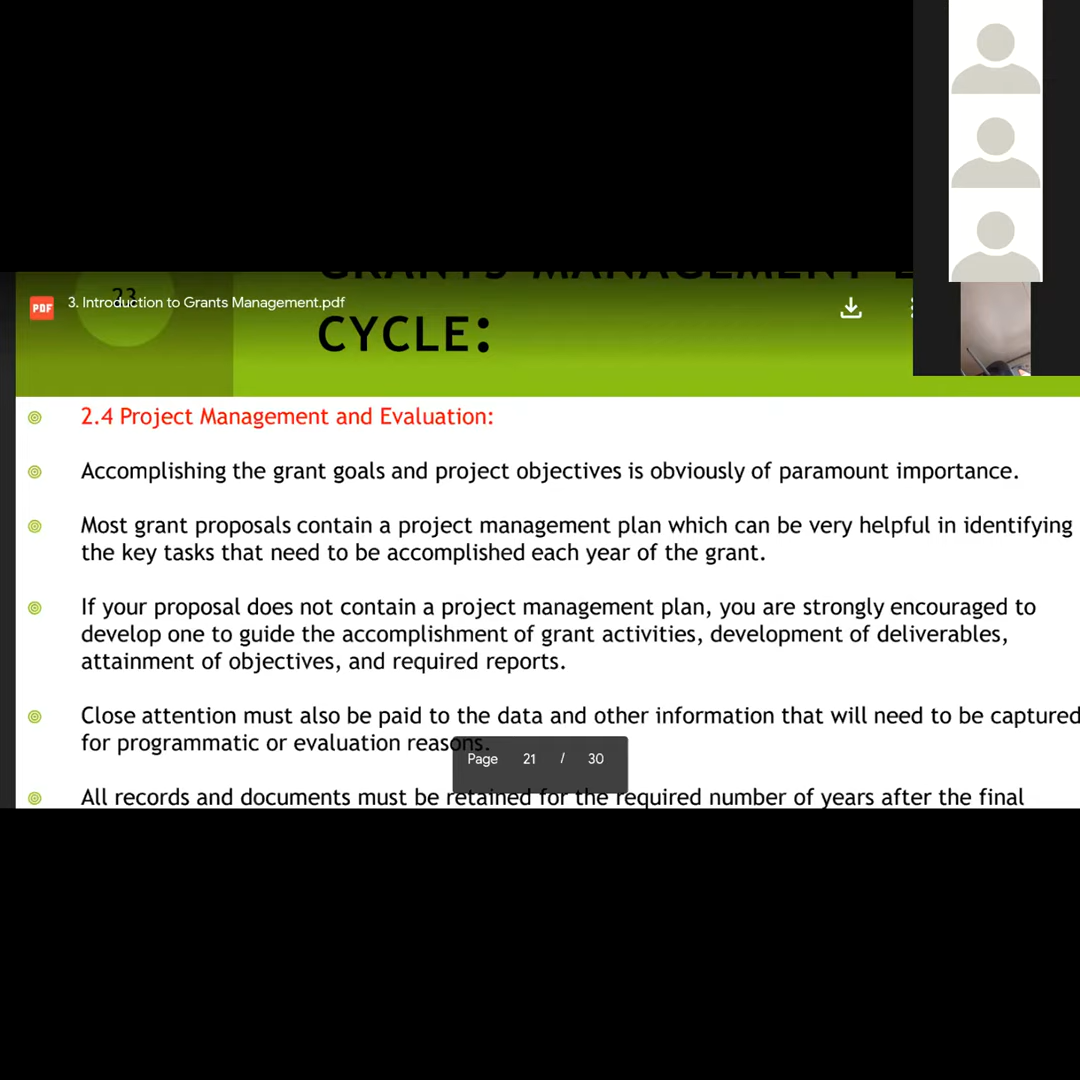 GRANTS MANAGEMENT
23
PDF
3. Introduction to Grants Management.pdf
CYCLE:
2.4 Project Management and Evaluation:
Accomplishing the grant goals and project objectives is obviously of paramount importance.
Most grant proposals contain a project management plan which can be very helpful in identifying
the key tasks that need to be accomplished each year of the grant.
If your proposal does not contain a project management plan, you are strongly encouraged to
develop one to guide the accomplishment of grant activities, development of deliverables,
attainment of objectives, and required reports.
Close attention must also be paid to the data and other information that will need to be captured
for programmatic or evaluation reasons.
Page 21 / 30
All records and documents must be retained for the required number of years after the final